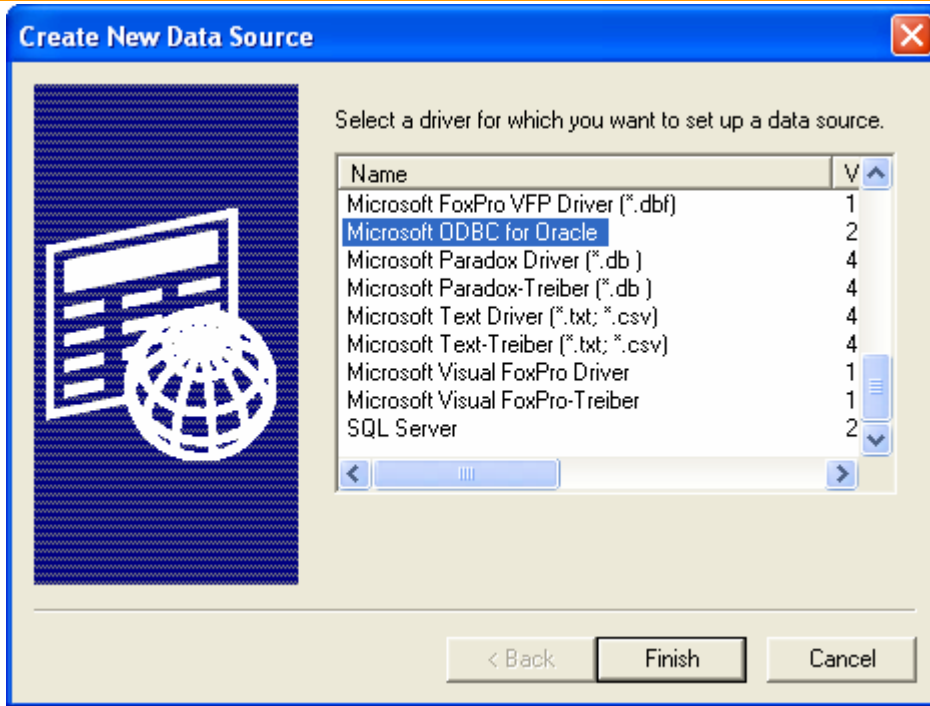 Create New Data Source
Select a driver for which you want to set up a data source.
Name V
Microsoft FoxPro VFP Driver (*.dbf) 1
Microsoft ODBC for Oracle 2
Microsoft Paradox Driver (*.db ) 4
Microsoft Paradox-Treiber (*.db ) 4
Microsoft Text Driver (*.txt; *.csv) 4
Microsoft Text-Treiber (*.txt; *.csv) 4
Microsoft Visual FoxPro Driver 1
Microsoft Visual FoxPro-Treiber 1
SQL Server 2
< Back Finish Cancel